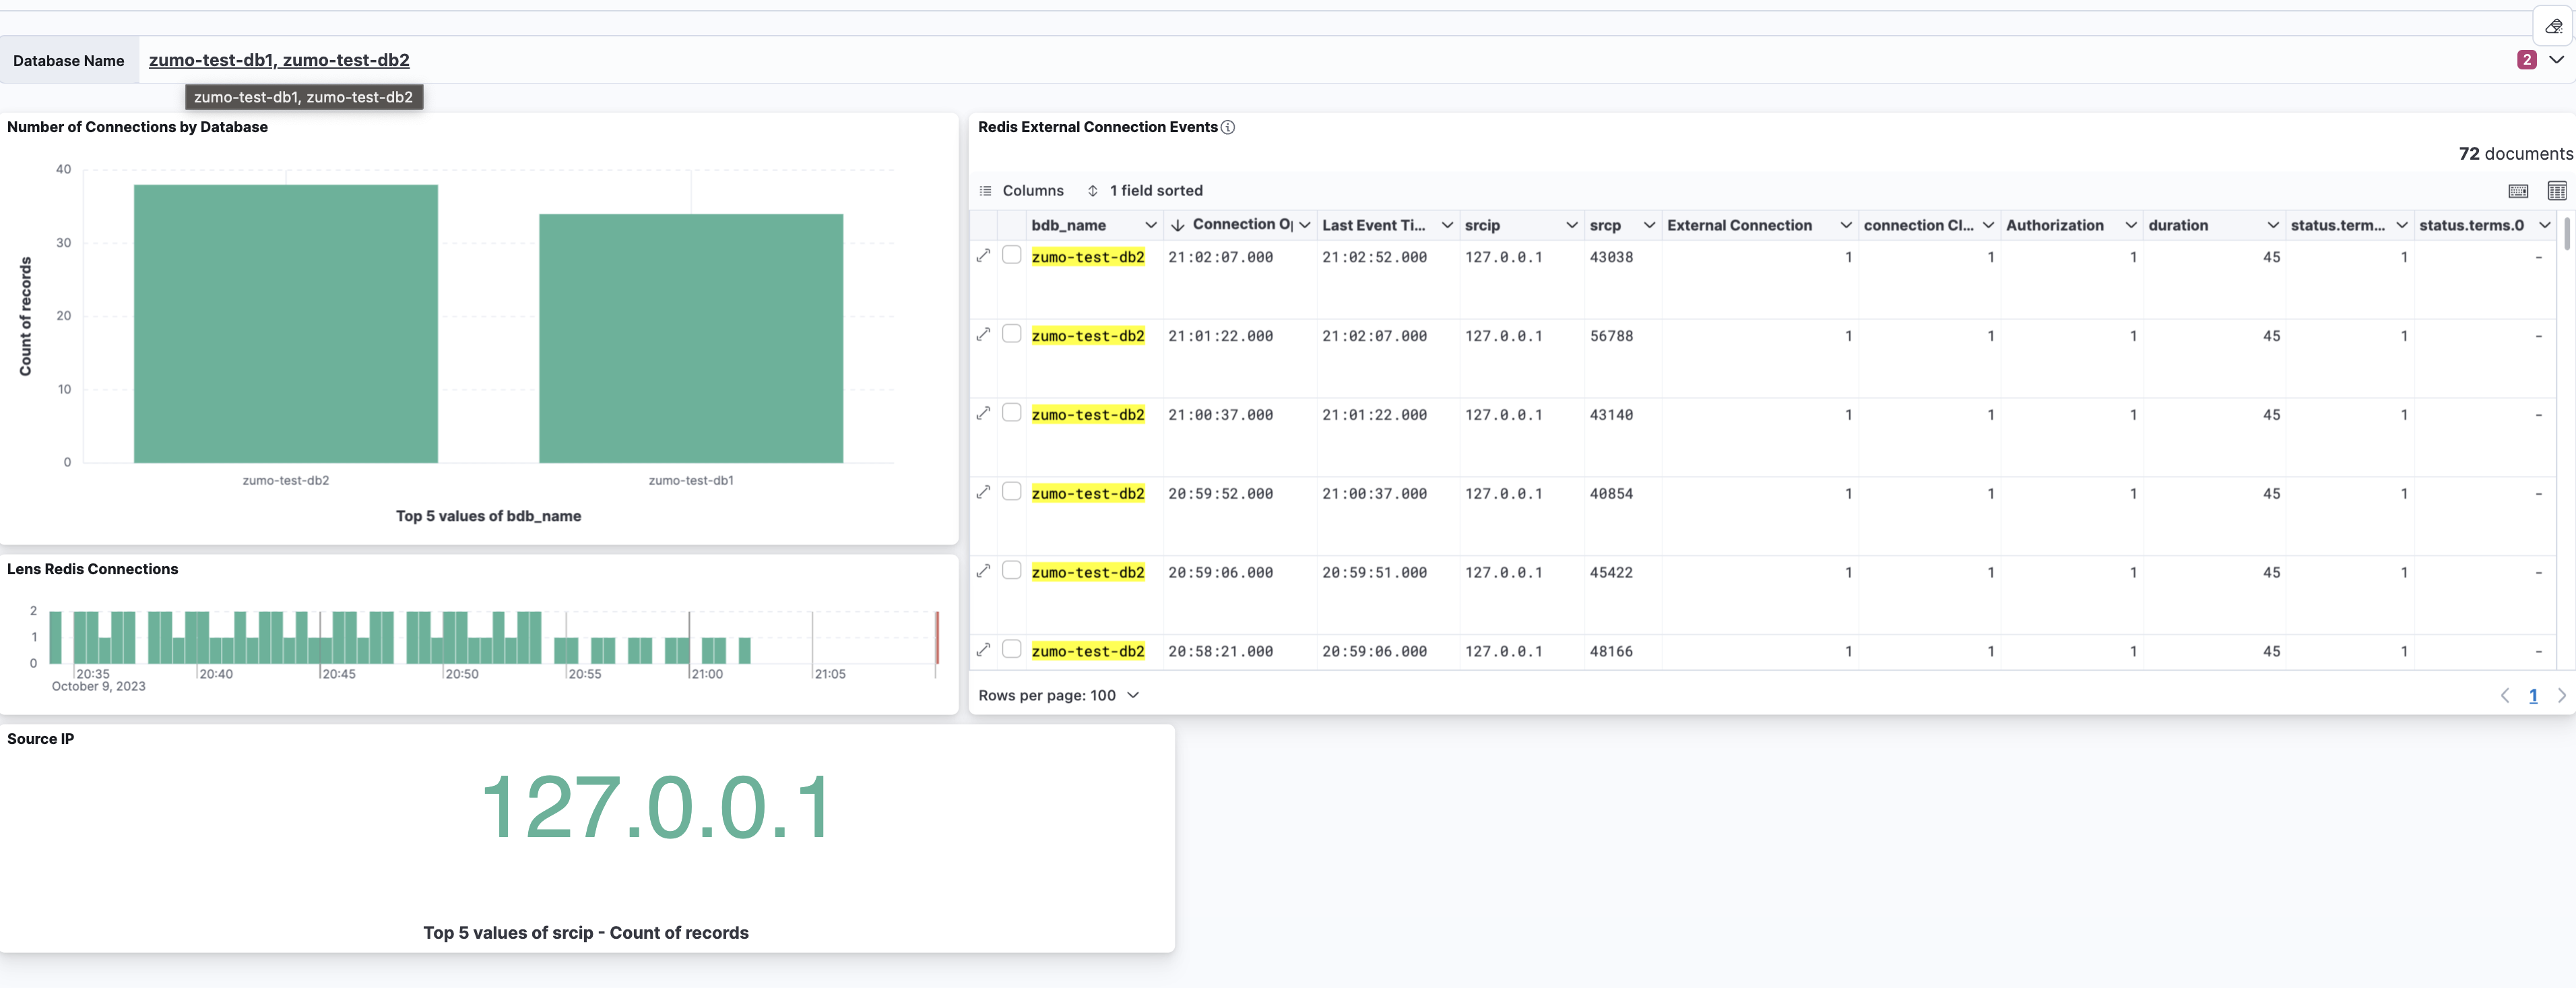 Database Name
zumo-test-db1, zumo-test-db2
2
zumo-test-db1, zumo-test-db2
Number of Connections by Database
40
30
20
10
0
Count of records
zumo-test-db2 zumo-test-db1
Top 5 values of bdb_name
Lens Redis Connections
2
1
0
20:35 20:40 20:45 20:50 20:55 21:00 21:05
October 9, 2023
Redis External Connection Events
72 documents
Columns 1 field sorted
bdb_name Connection O Last Event Ti... srcip srcp External Connection connection Cl... Authorization duration status.term... status.terms.0
zumo-test-db2 21:02:07.000 21:02:52.000 127.0.0.1 43038 1 1 1 45 1 -
zumo-test-db2 21:01:22.000 21:02:07.000 127.0.0.1 56788 1 1 1 45 1 -
zumo-test-db2 21:00:37.000 21:01:22.000 127.0.0.1 43140 1 1 1 45 1 -
zumo-test-db2 20:59:52.000 21:00:37.000 127.0.0.1 40854 1 1 1 45 1 -
zumo-test-db2 20:59:06.000 20:59:51.000 127.0.0.1 45422 1 1 1 45 1 -
zumo-test-db2 20:58:21.000 20:59:06.000 127.0.0.1 48166 1 1 1 45 1 -
Rows per page: 100
1
Source IP
127.0.0.1
Top 5 values of srcip - Count of records